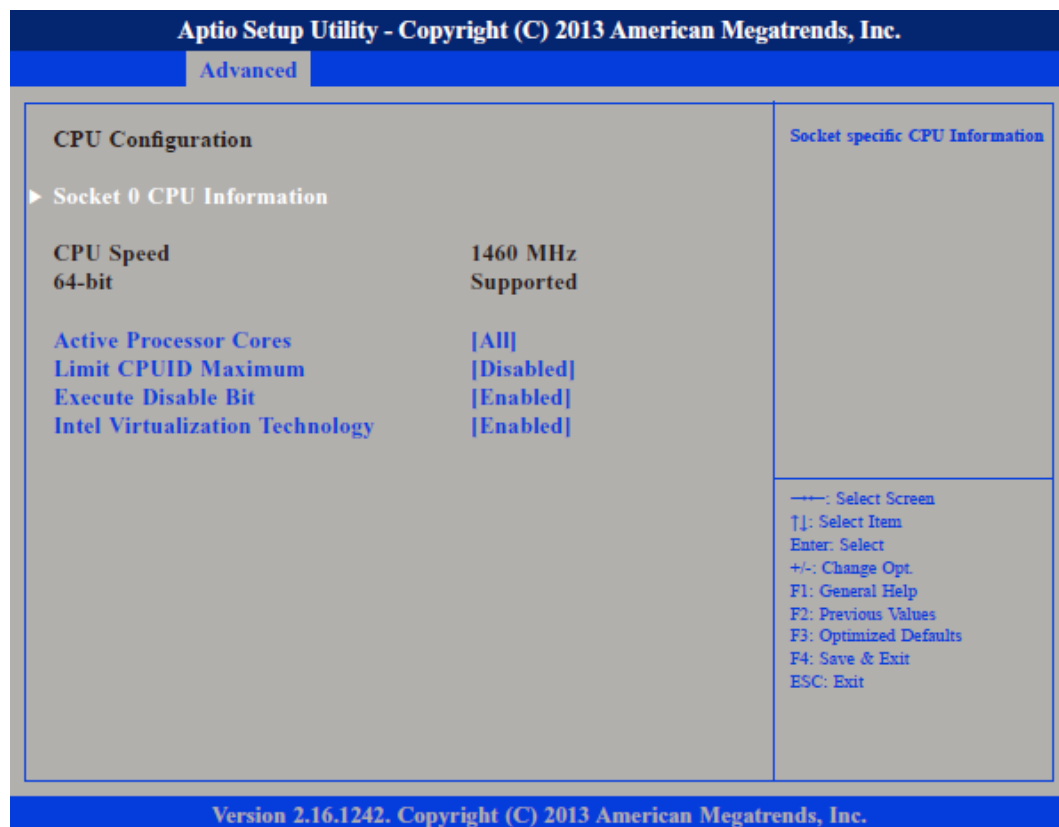 Aptio Setup Utility - Copyright (C) 2013 American Megatrends, Inc.
Advanced
CPU Configuration
Socket 0 CPU Information
CPU Speed 1460 MHz
64-bit Supported
Active Processor Cores [All]
Limit CPUID Maximum [Disabled]
Execute Disable Bit [Enabled]
Intel Virtualization Technology [Enabled]
Socket specific CPU Information
→←: Select Screen
↑↓: Select Item
Enter: Select
+/-: Change Opt.
F1: General Help
F2: Previous Values
F3: Optimized Defaults
F4: Save & Exit
ESC: Exit
Version 2.16.1242. Copyright (C) 2013 American Megatrends, Inc.